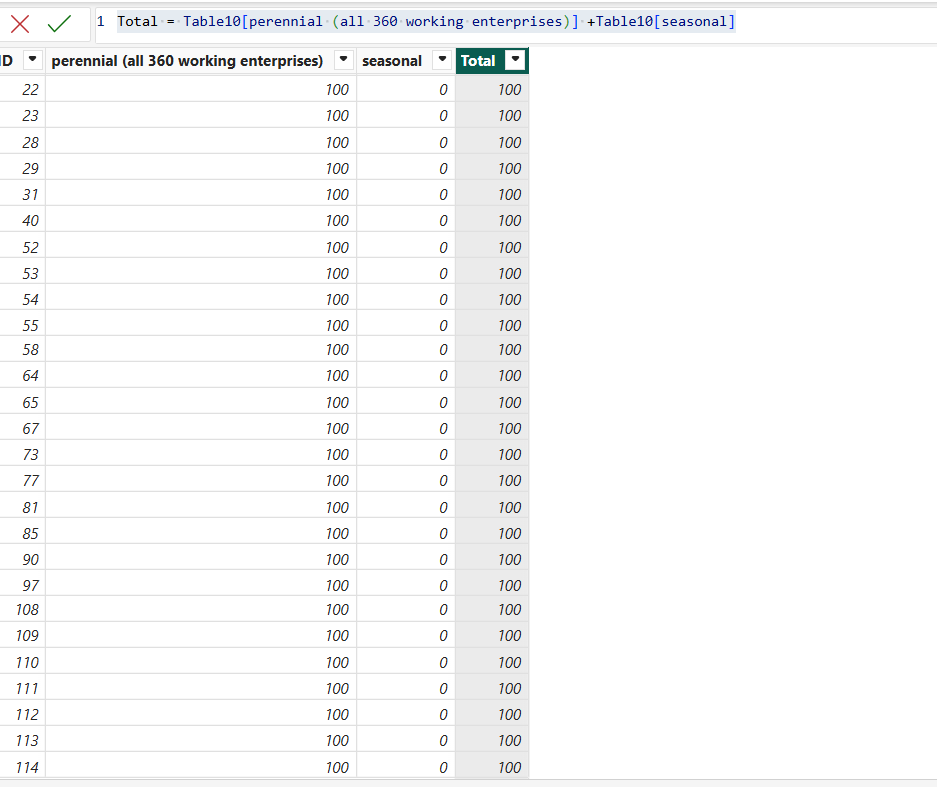 1 Total = Table10[perennial (all 360 working enterprises)] +Table10[seasonal]
ID perennial (all 360 working enterprises) seasonal Total
22 100 0 100
23 100 0 100
28 100 0 100
29 100 0 100
31 100 0 100
40 100 0 100
52 100 0 100
53 100 0 100
54 100 0 100
55 100 0 100
58 100 0 100
64 100 0 100
65 100 0 100
67 100 0 100
73 100 0 100
77 100 0 100
81 100 0 100
85 100 0 100
90 100 0 100
97 100 0 100
108 100 0 100
109 100 0 100
110 100 0 100
111 100 0 100
112 100 0 100
113 100 0 100
114 100 0 100